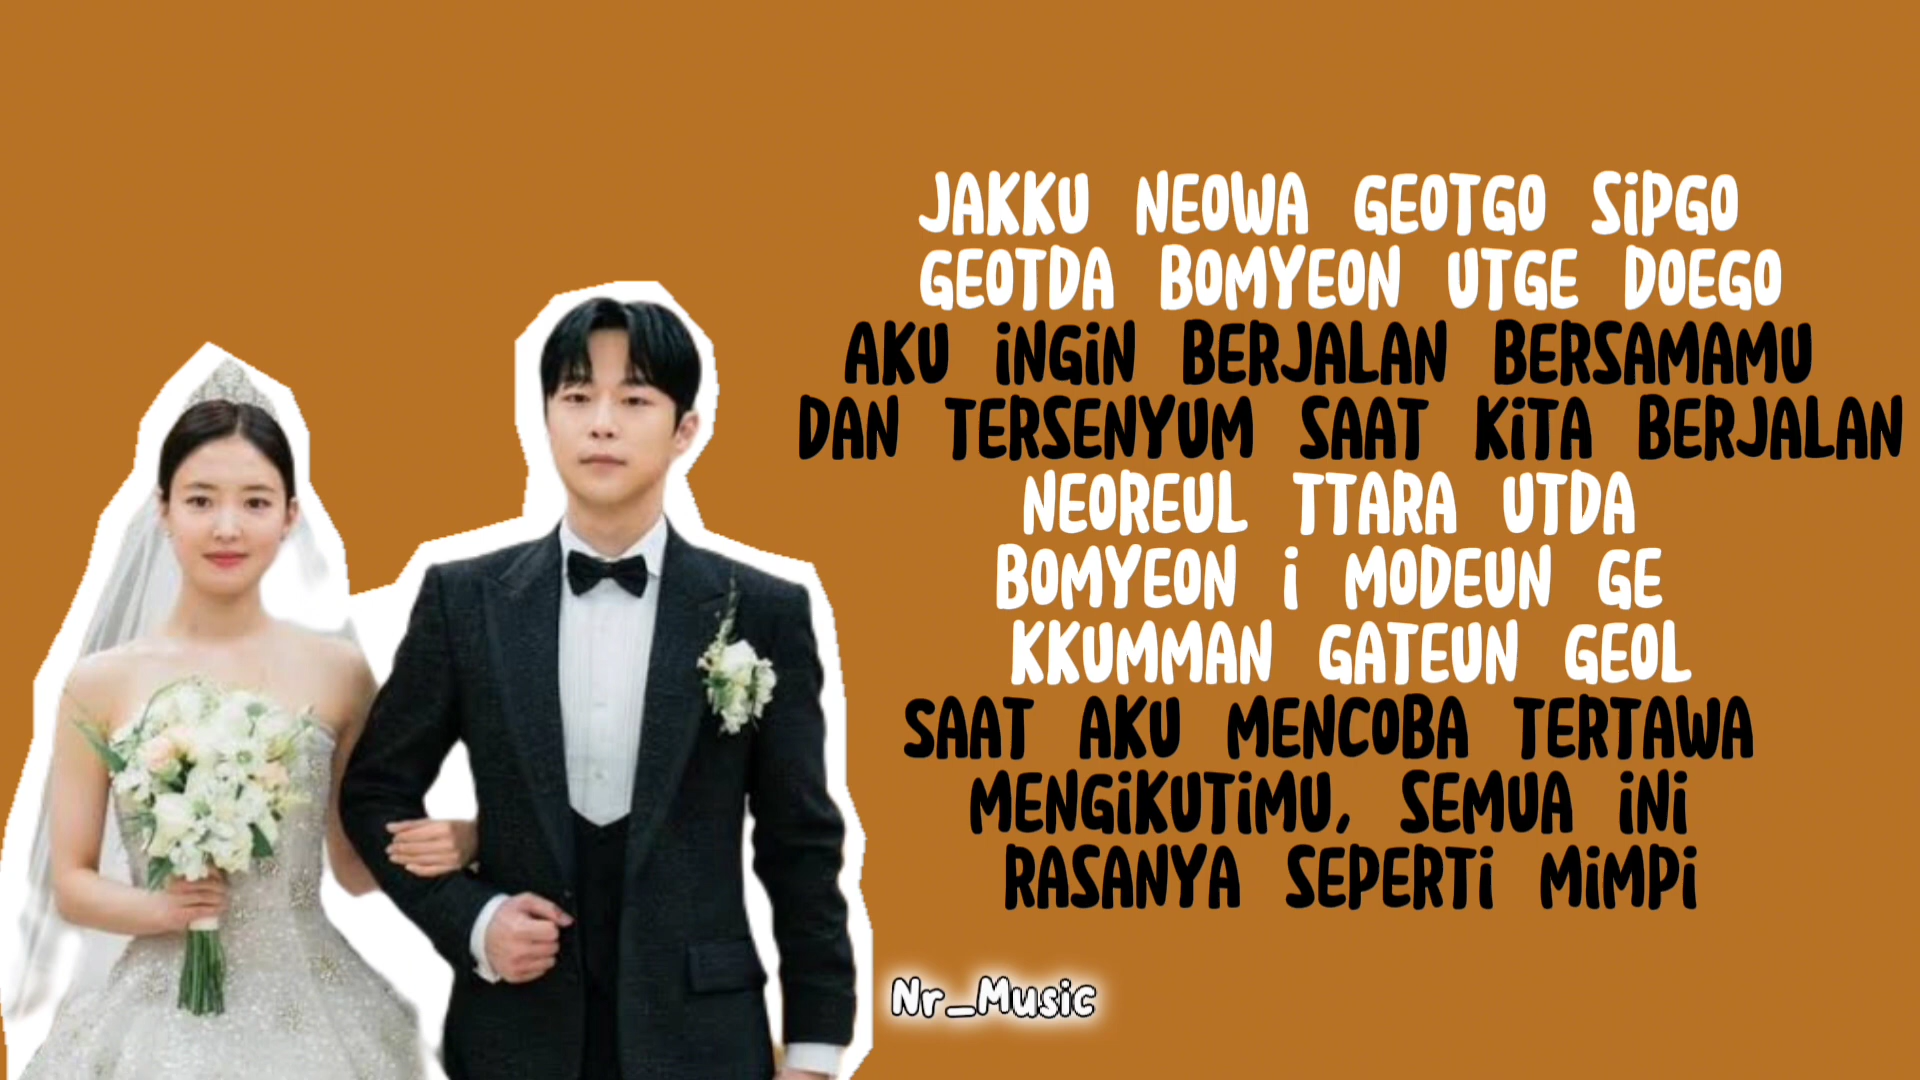 JAKKU NEOWA GEOTGO SiPGO
GEOTDA BOMYEON UTGE DOEGO
AKU iNGiN BERJALAN BERSAMAMU
DAN TERSENYUM SAAT KiTA BERJALAN
NEOREUL TTARA UTDA
BOMYEON i MODEUN GE
KKUMMAN GATEUN GEOL
SAAT AKU MENCOBA TERTAWA
MENGiKUTiMU, SEMUA iNi
RASANYA SEPERTi MiMPi
Nr_Music